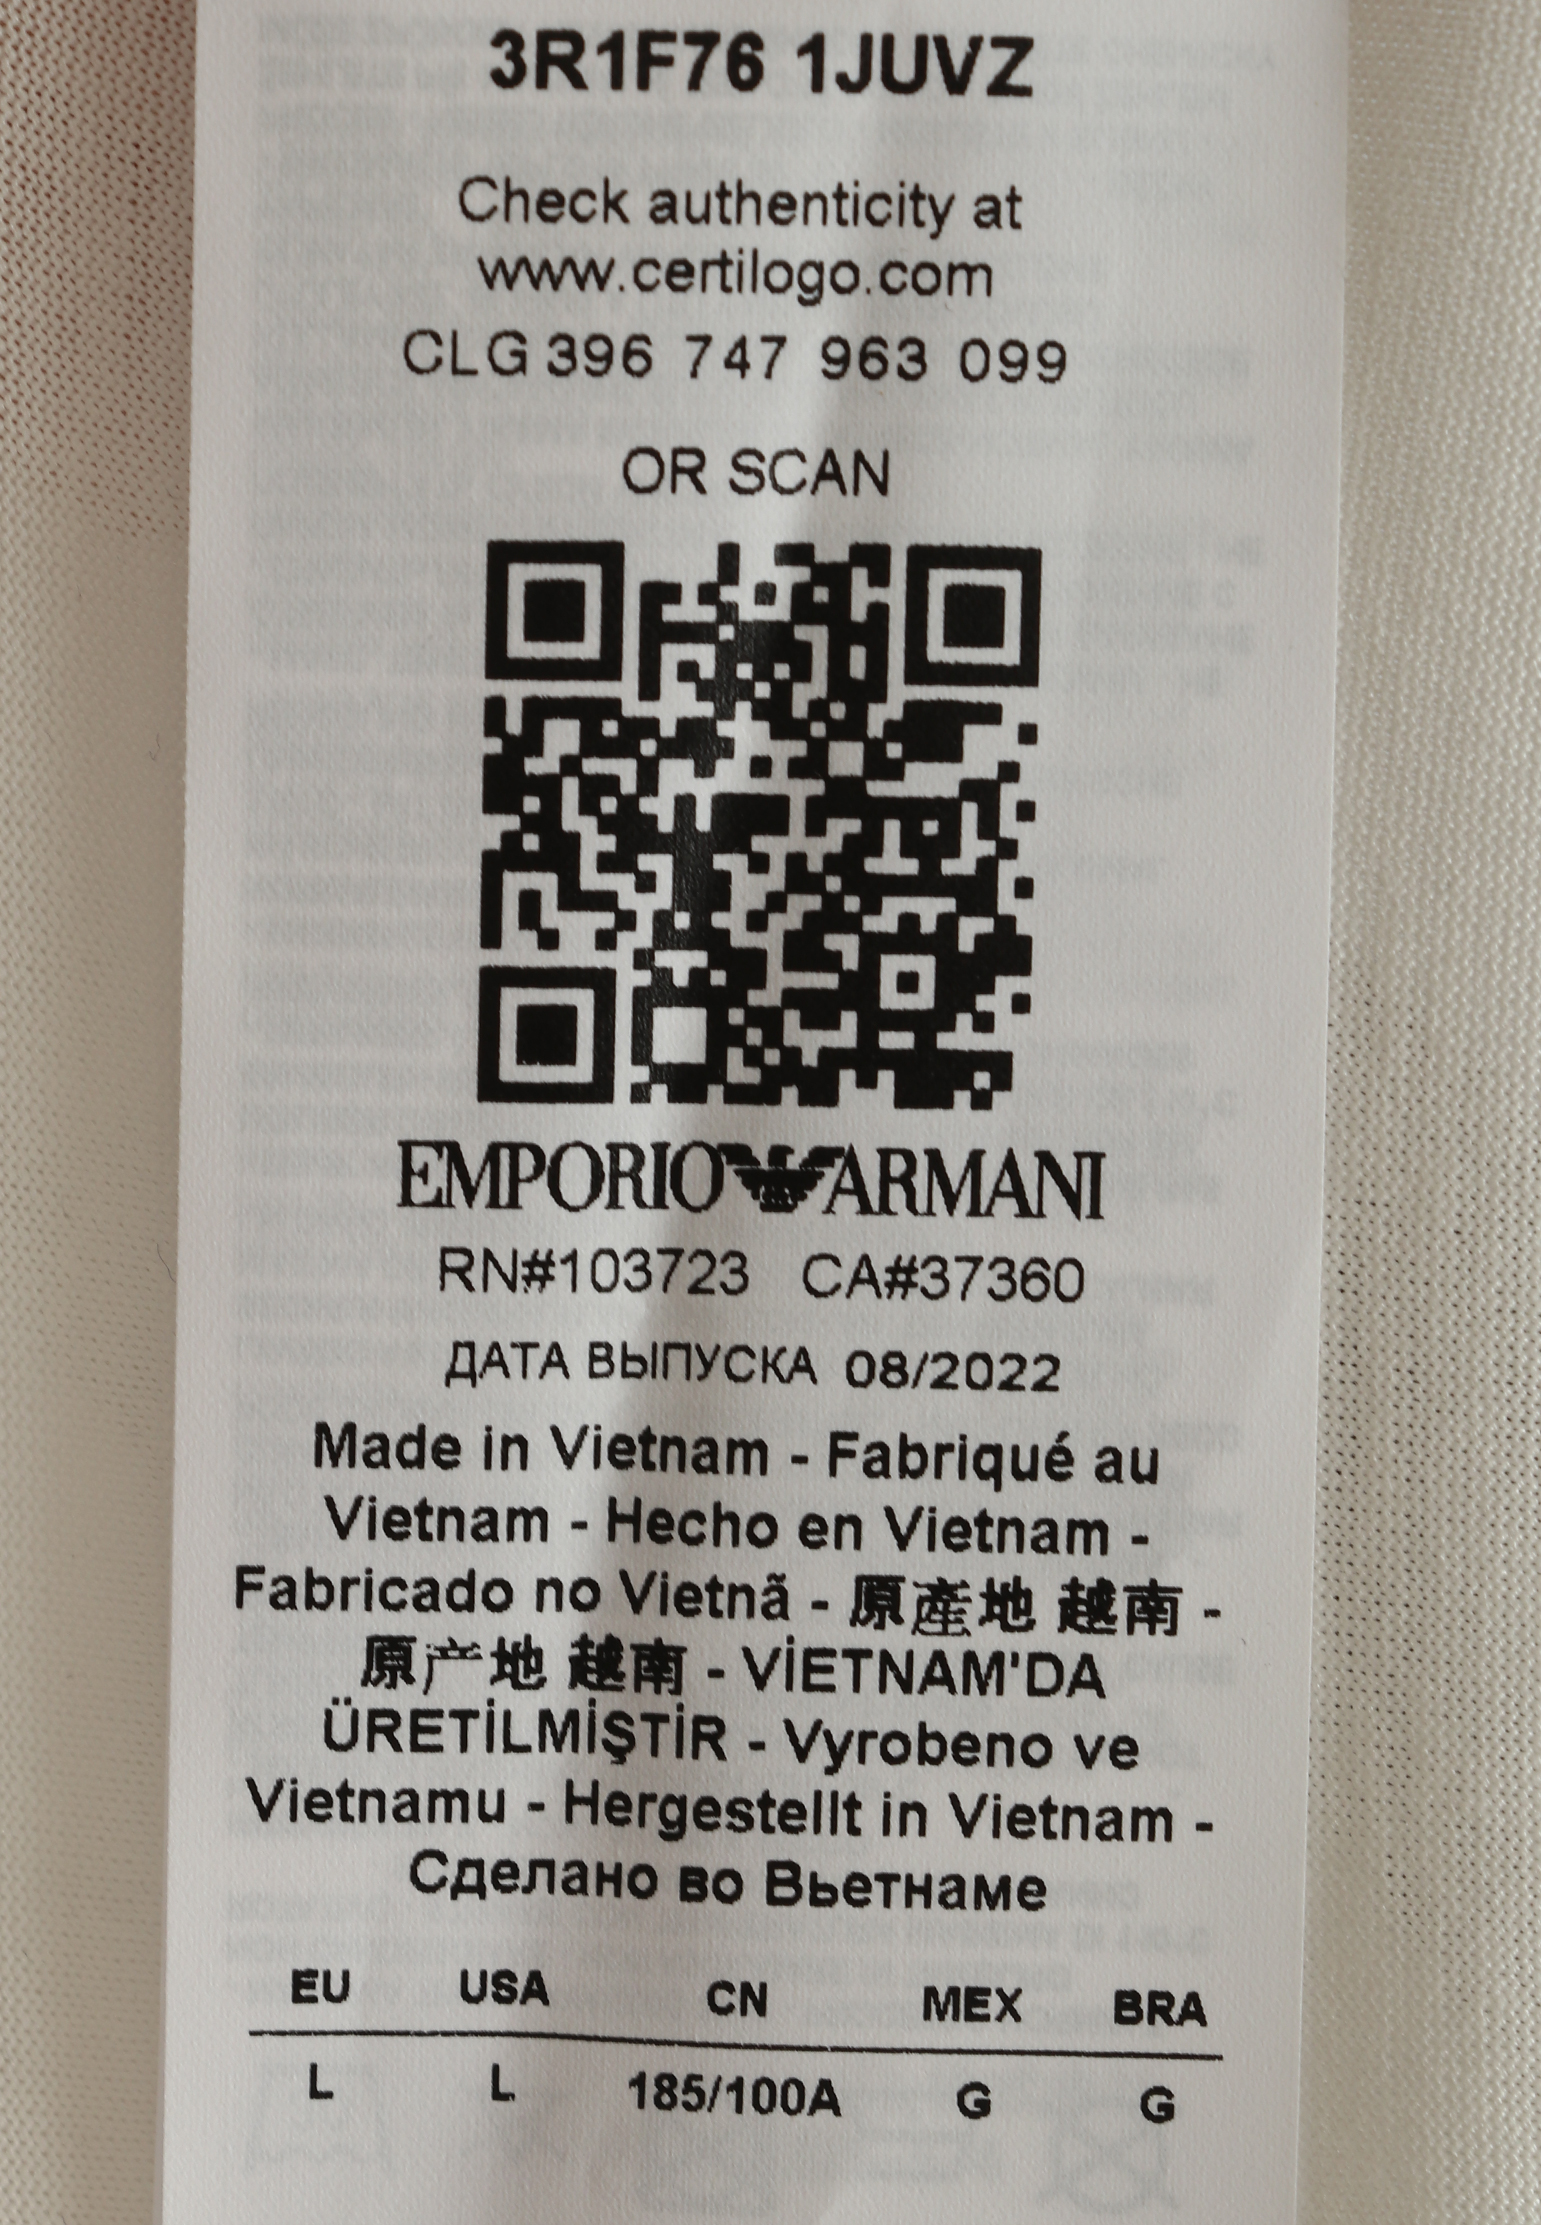 3R1F76 1JUVZ
Check authenticity at
www.certilogo.com
CLG 396 747 963 099
OR SCAN
EMPORIO ARMANI
RN#103723 CA#37360
ДАТА ВЫПУСКА 08/2022
Made in Vietnam - Fabriqué au
Vietnam - Hecho en Vietnam -
Fabricado no Vietnã - 原產地 越南 -
原产地 越南 - VİETNAM'DA
ÜRETİLMİŞTİR - Vyrobeno ve
Vietnamu - Hergestellt in Vietnam -
Сделано во Вьетнаме
EU USA CN MEX BRA
L L 185/100A G G